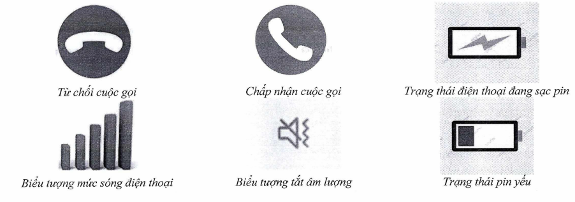 Từ chối cuộc gọi
Chấp nhận cuộc gọi
Trạng thái điện thoại đang sạc pin
Biểu tượng mức sóng điện thoại
Biểu tượng tắt âm lượng
Trạng thái pin yếu